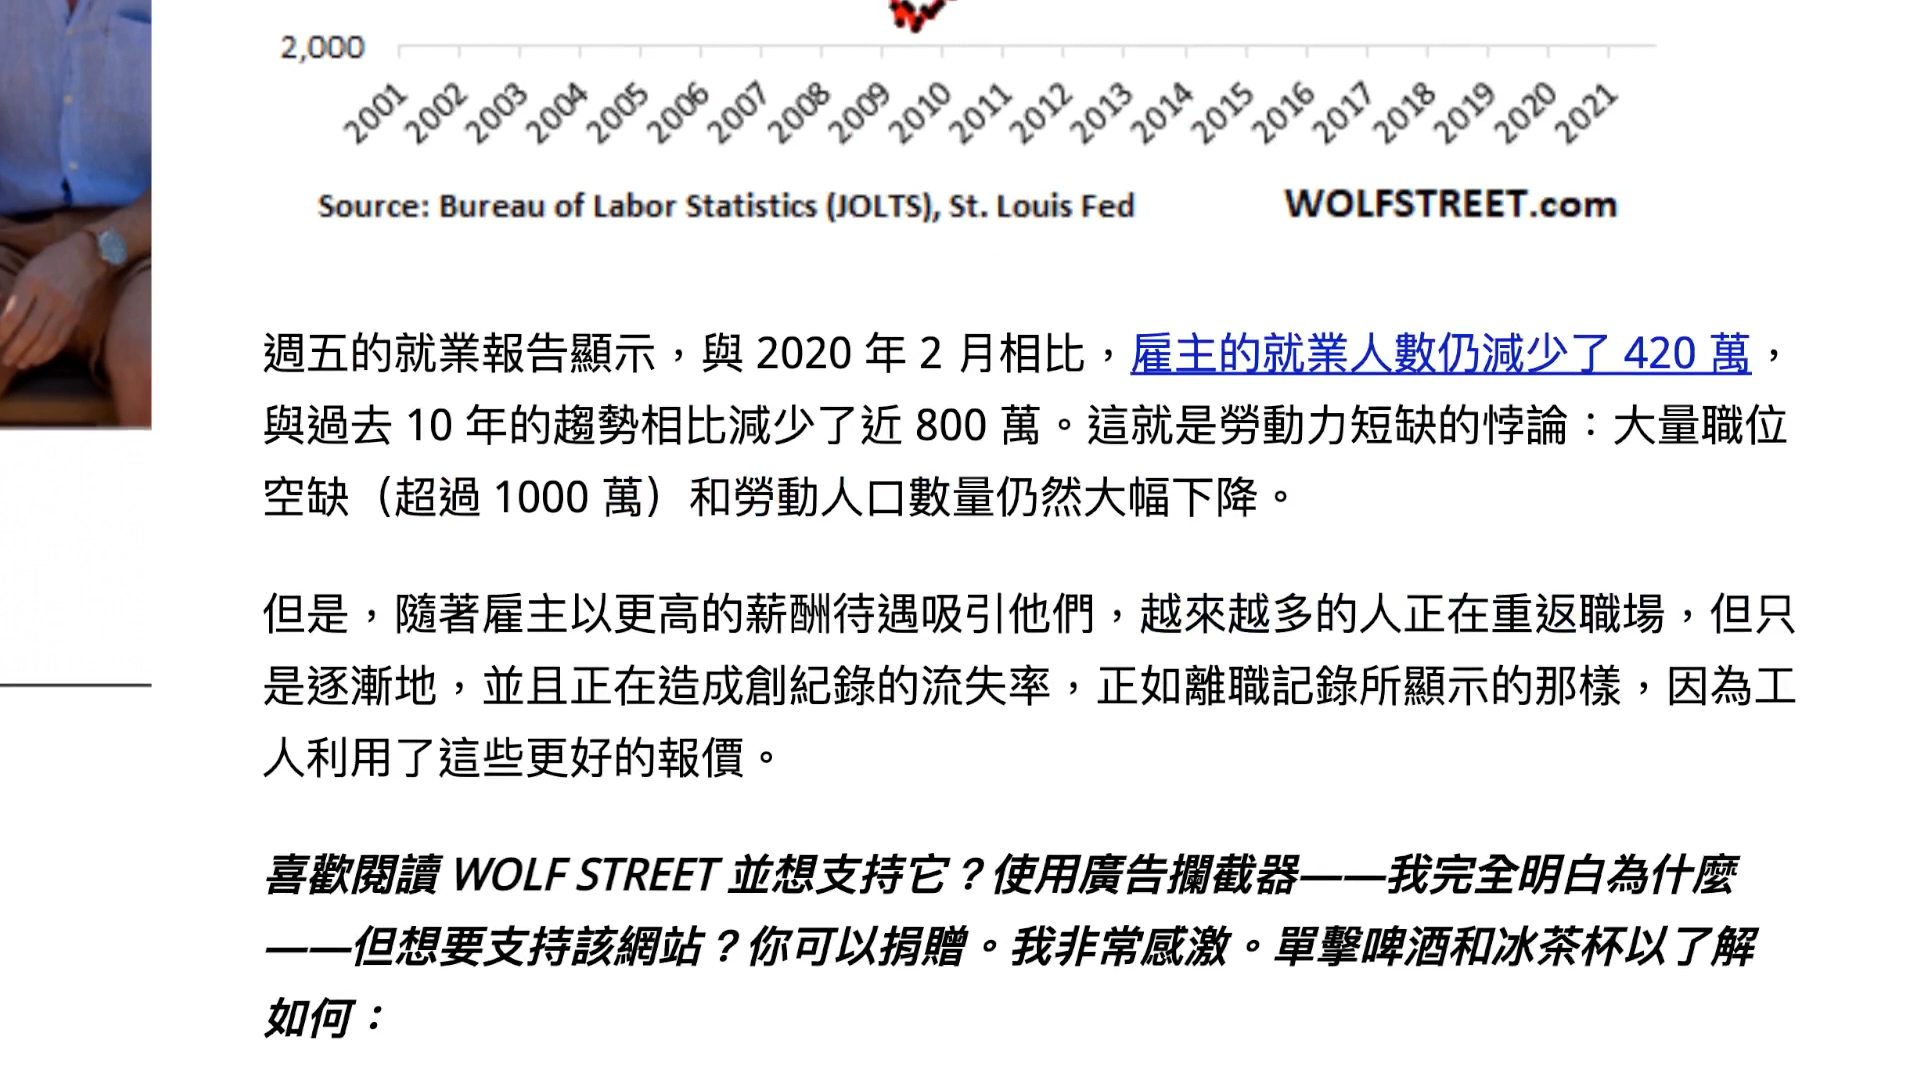 2,000
2001 2002 2003 2004 2005 2006 2007 2008 2009 2010 2011 2012 2013 2014 2015 2016 2017 2018 2019 2020 2021
Source: Bureau of Labor Statistics (JOLTS), St. Louis Fed WOLFSTREET.com
週五的就業報告顯示，與 2020 年 2 月相比，雇主的就業人數仍減少了 420 萬，
與過去 10 年的趨勢相比減少了近 800 萬。這就是勞動力短缺的悖論：大量職位
空缺（超過 1000 萬）和勞動人口數量仍然大幅下降。
但是，隨著雇主以更高的薪酬待遇吸引他們，越來越多的人正在重返職場，但只
是逐漸地，並且正在造成創紀錄的流失率，正如離職記錄所顯示的那樣，因為工
人利用了這些更好的報價。
喜歡閱讀 WOLF STREET 並想支持它？使用廣告攔截器——我完全明白為什麼
——但想要支持該網站？你可以捐贈。我非常感激。單擊啤酒和冰茶杯以了解
如何：